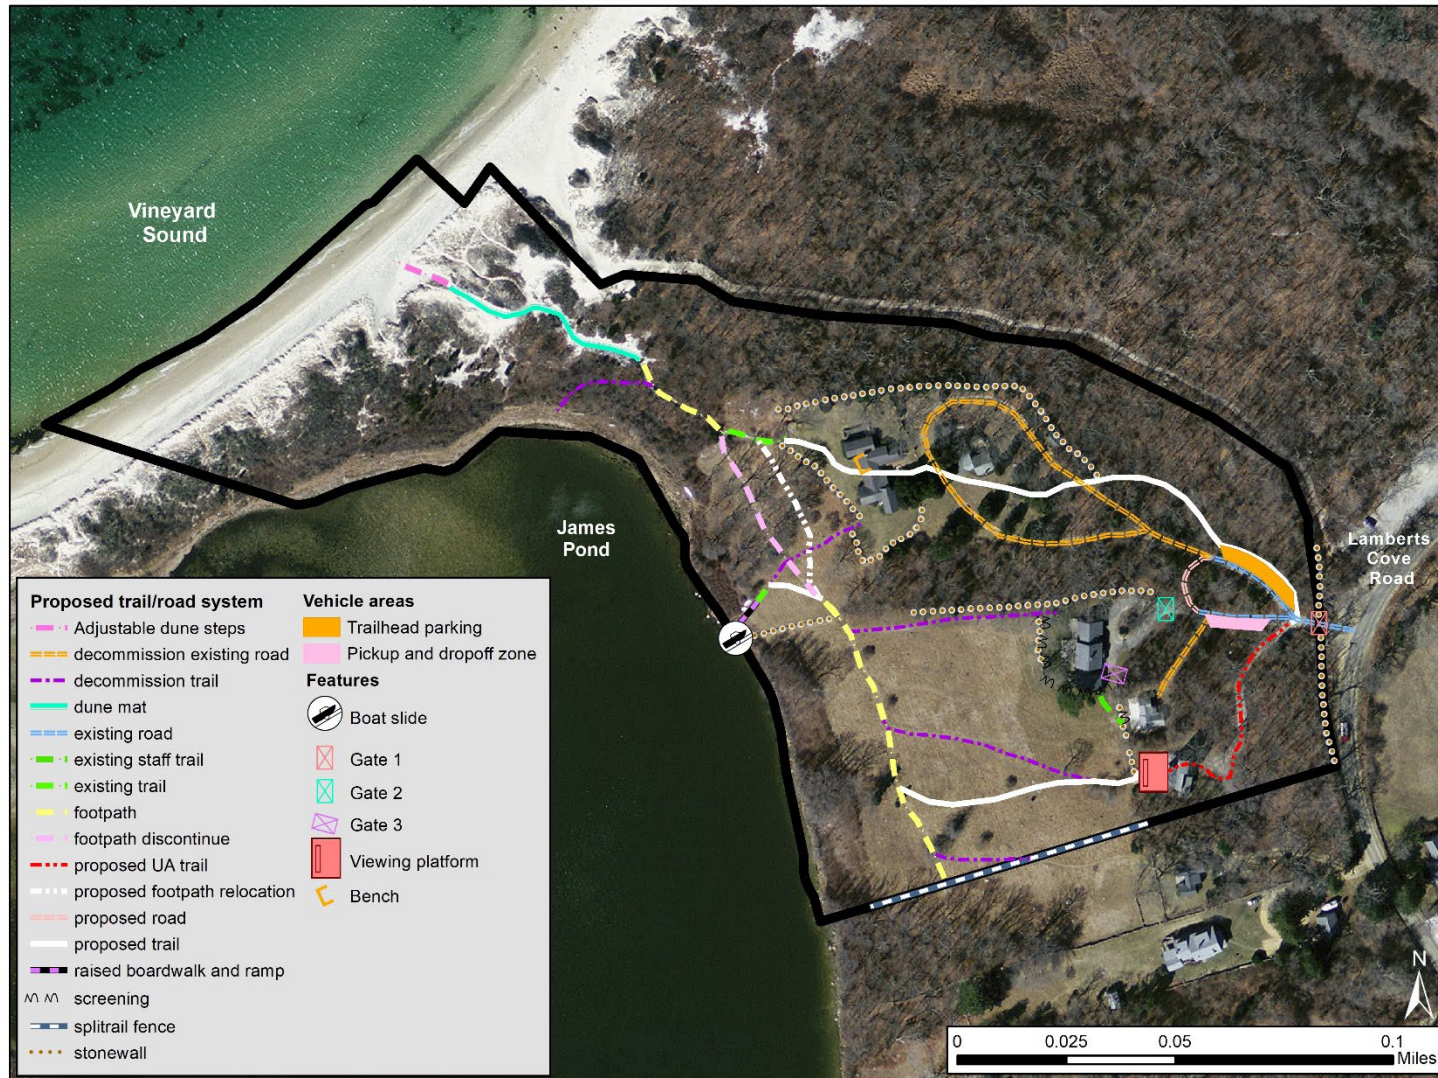 Vineyard
Sound
James
Pond
Lamberts
Cove
Road
Proposed trail/road system
Adjustable dune steps
decommission existing road
decommission trail
dune mat
existing road
existing staff trail
existing trail
footpath
footpath discontinue
proposed UA trail
proposed footpath relocation
proposed road
proposed trail
raised boardwalk and ramp
screening
splitrail fence
stonewall
Vehicle areas
Trailhead parking
Pickup and dropoff zone
Features
Boat slide
Gate 1
Gate 2
Gate 3
Viewing platform
Bench
N
0 0.025 0.05 0.1
Miles